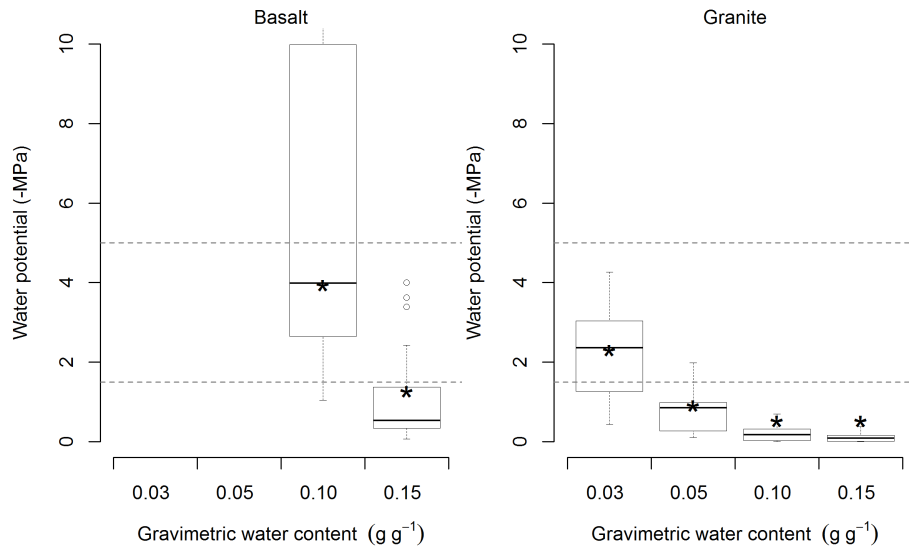 Basalt
Water potential (-MPa)
10
8
6
4
2
0
*
*
0.03 0.05 0.10 0.15
Gravimetric water content (g g⁻¹)
Granite
Water potential (-MPa)
10
8
6
4
2
0
*
*
*
*
0.03 0.05 0.10 0.15
Gravimetric water content (g g⁻¹)